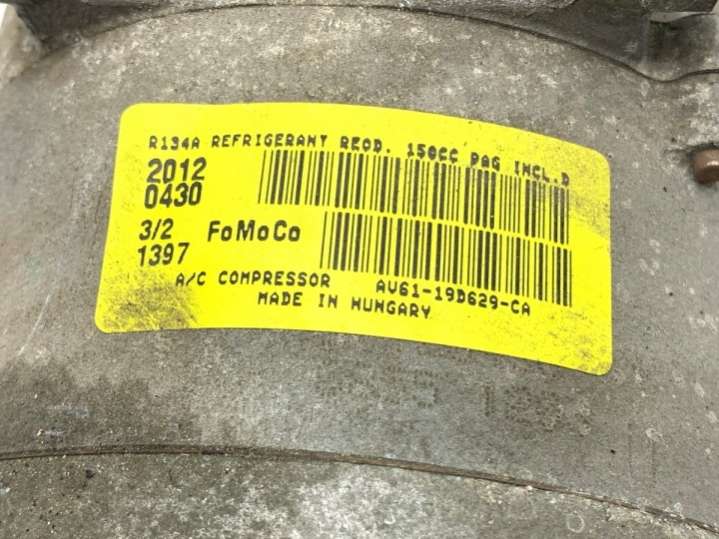 R134A REFRIGERANT REQD. 150CC PAG INCL.D
2012
0430
3/2
1397
FoMoCo
A/C COMPRESSOR AV61-19D629-CA
MADE IN HUNGARY